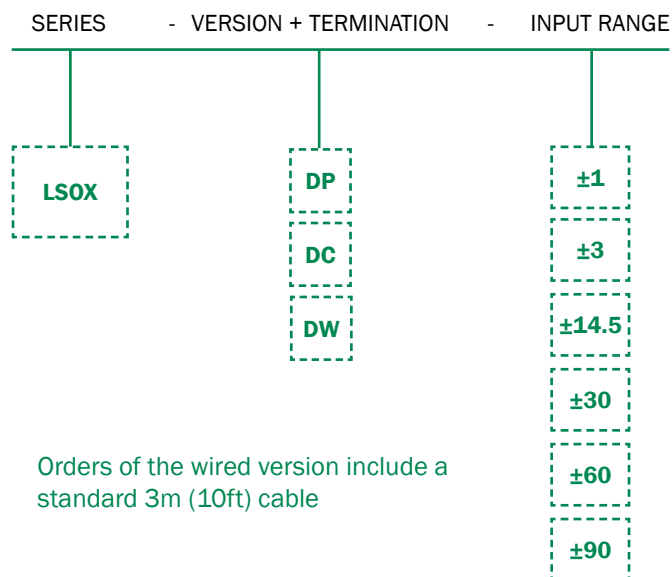 SERIES - VERSION + TERMINATION - INPUT RANGE
LSOX
DP
DC
DW
±1
±3
±14.5
±30
±60
±90
Orders of the wired version include a
standard 3m (10ft) cable